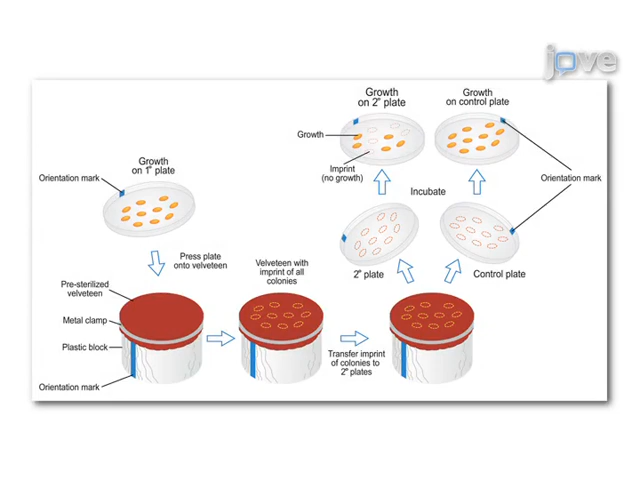 jove
Growth
on 2° plate
Growth
on control plate
Growth
Imprint
(no growth)
Orientation mark
Growth
on 1° plate
Orientation mark
Incubate
Press plate
onto velveteen
Velveteen with
imprint of all
colonies
2° plate
Control plate
Pre-sterilized
velveteen
Metal clamp
Plastic block
Orientation mark
Transfer imprint
of colonies to
2° plates